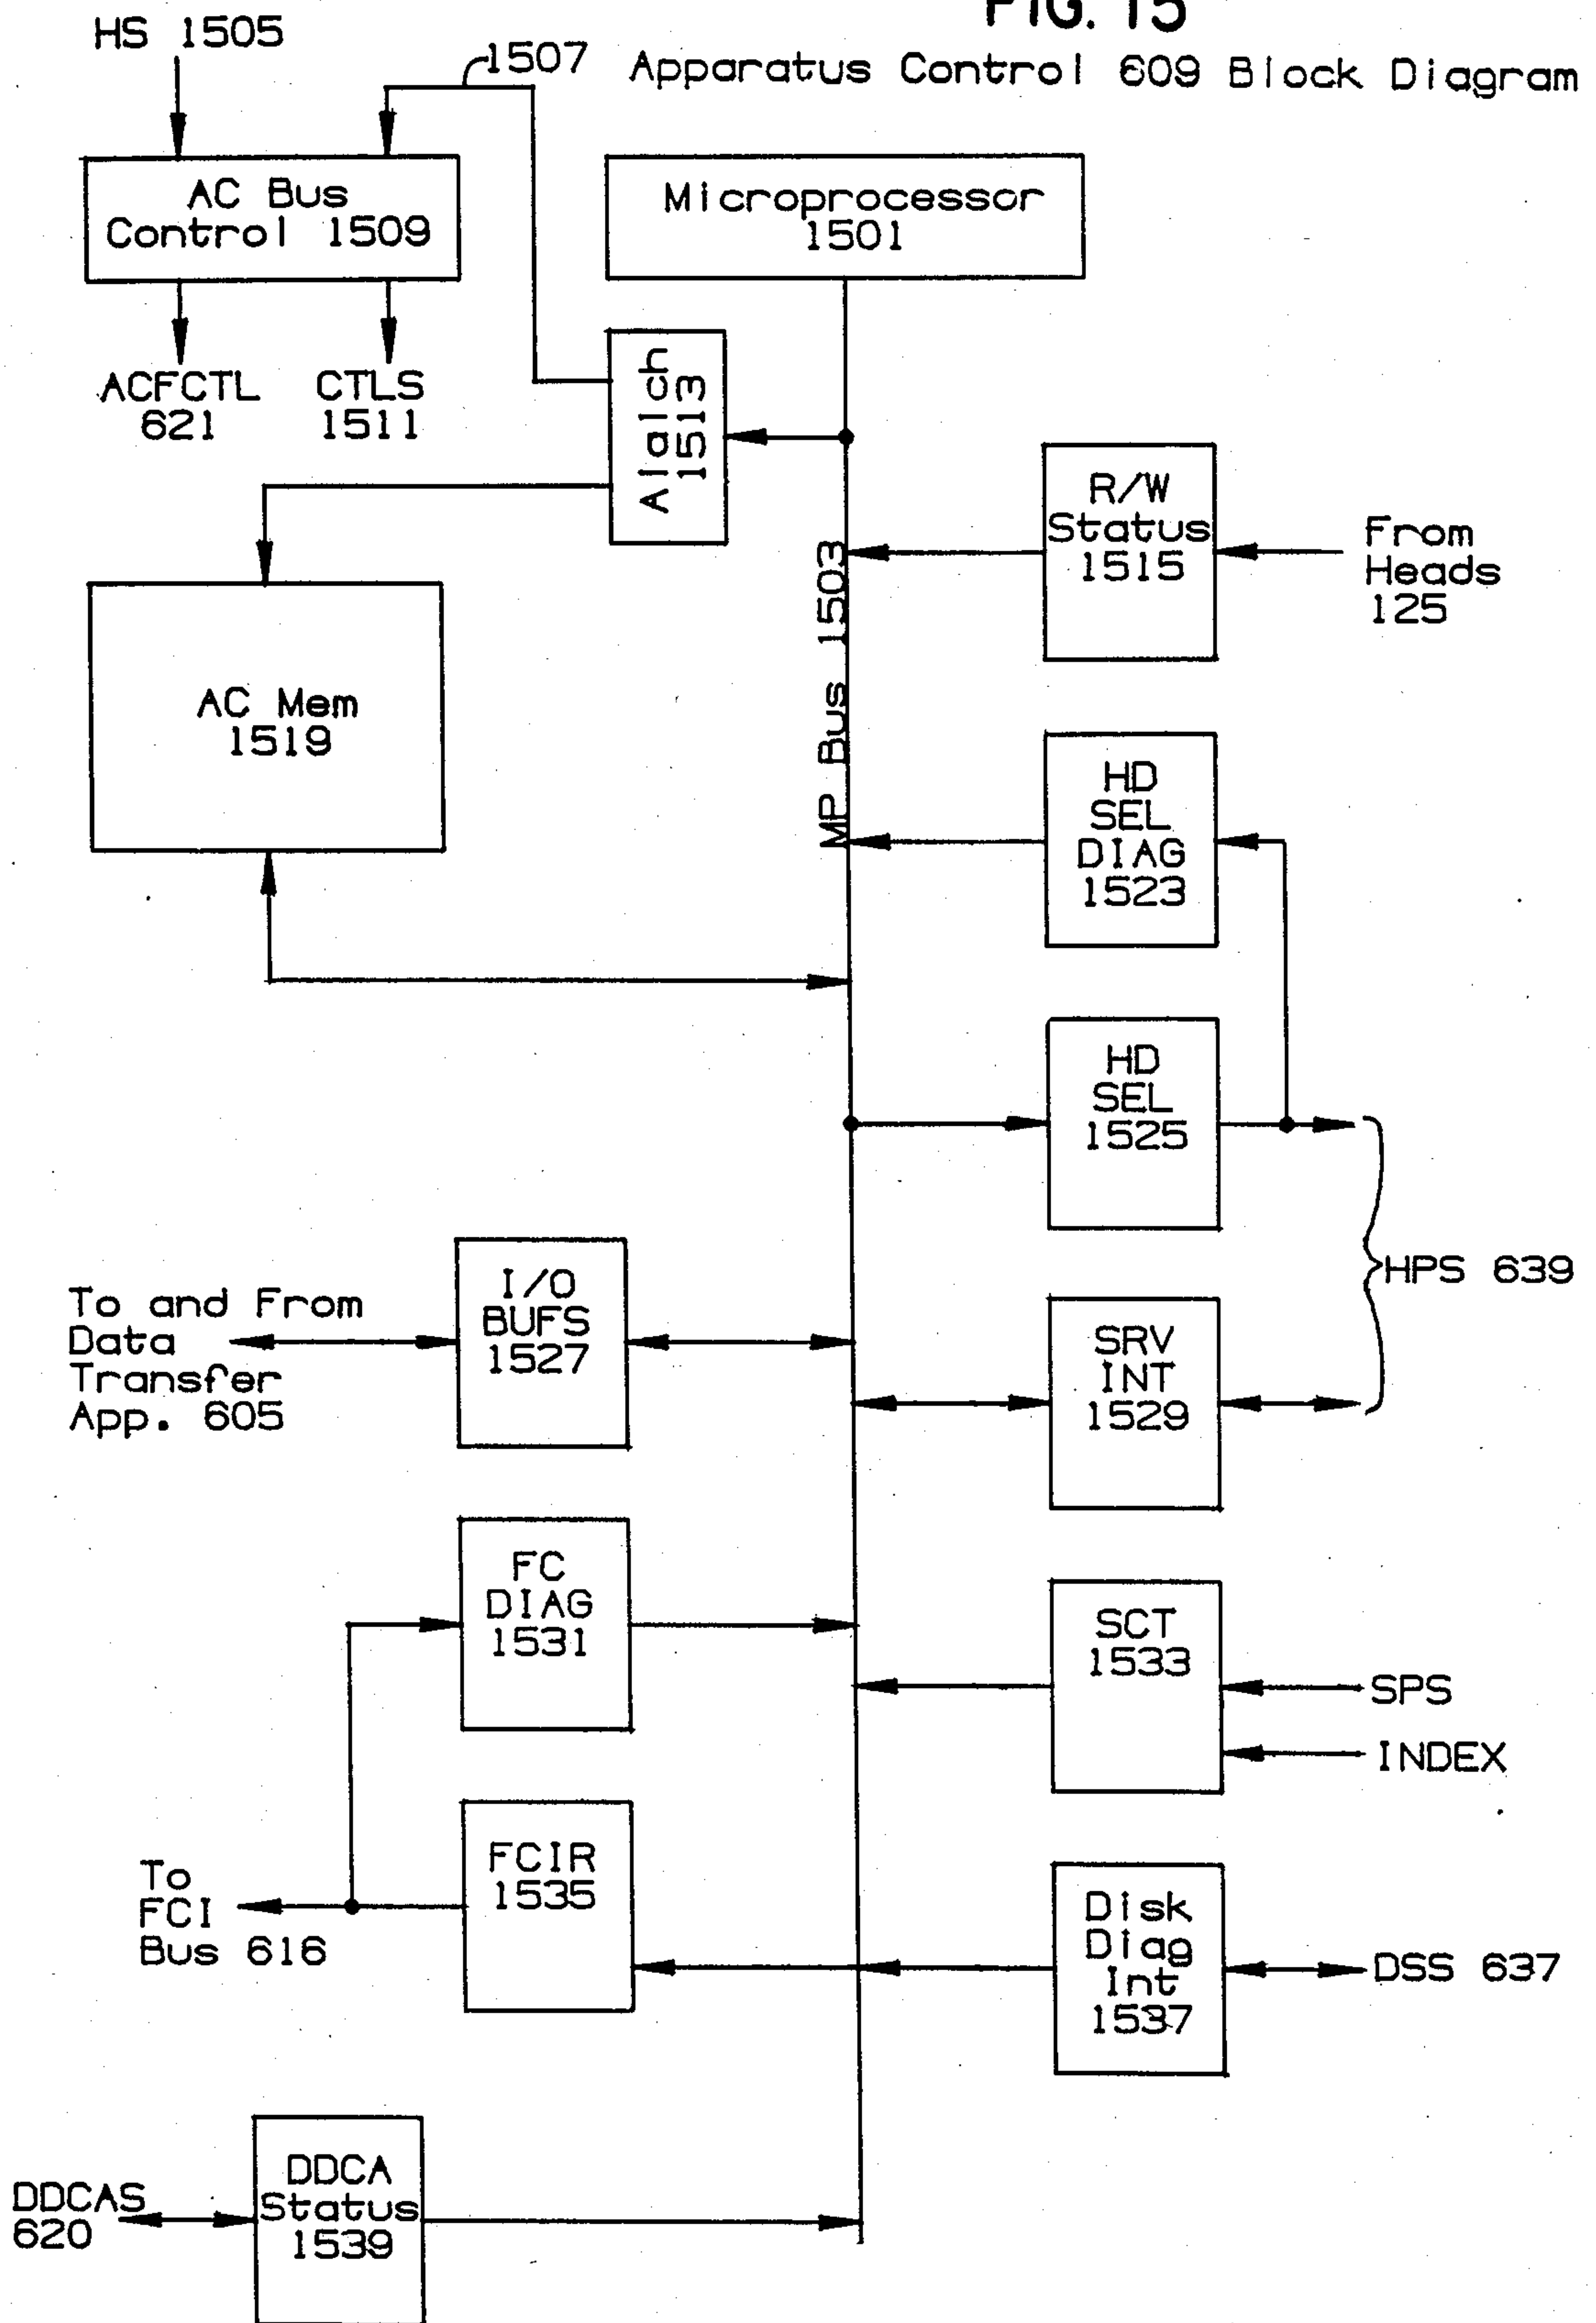 FIG. 15
Apparatus Control 609 Block Diagram
HS 1505
1507
AC Bus
Control 1509
Microprocessor
1501
ACFCTL
621
CTLS
1511
Alalch
1513
R/W
Status
1515
From
Heads
125
MP Bus 1503
AC Mem
1519
HD
SEL
DIAG
1523
HD
SEL
1525
HPS 639
To and From
Data
Transfer
App. 605
I/O
BUFS
1527
SRV
INT
1529
FC
DIAG
1531
SCT
1533
SPS
INDEX
To
FCI
Bus 616
FCIR
1535
Disk
Diag
Int
1537
DSS 637
DDCAS
620
DDCA
Status
1539